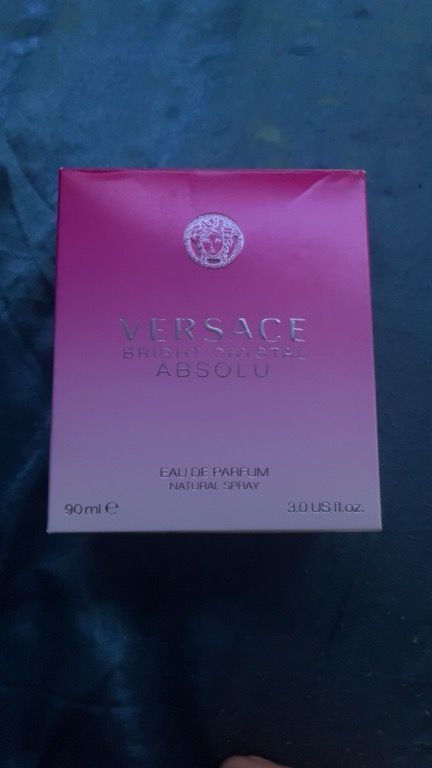 VERSACE
BRIGHT CRYSTAL
ABSOLU
EAU DE PARFUM
NATURAL SPRAY
90 ml ℮ 3.0 US fl.oz.